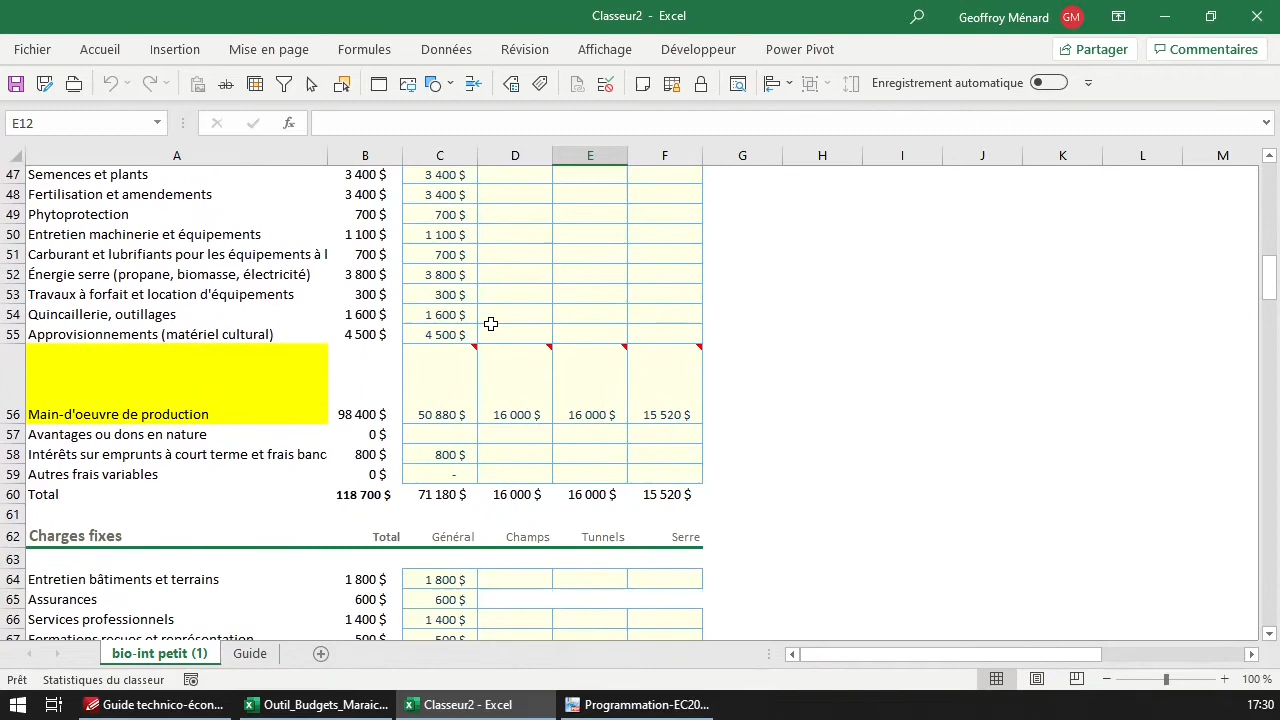 Classeur2 - Excel
Geoffroy Ménard GM
Fichier Accueil Insertion Mise en page Formules Données Révision Affichage Développeur Power Pivot Partager Commentaires
ab Enregistrement automatique
E12 fx
A B C D E F G H I J K L M
47 Semences et plants 3 400 $ 3 400 $
48 Fertilisation et amendements 3 400 $ 3 400 $
49 Phytoprotection 700 $ 700 $
50 Entretien machinerie et équipements 1 100 $ 1 100 $
51 Carburant et lubrifiants pour les équipements à l 700 $ 700 $
52 Énergie serre (propane, biomasse, électricité) 3 800 $ 3 800 $
53 Travaux à forfait et location d'équipements 300 $ 300 $
54 Quincaillerie, outillages 1 600 $ 1 600 $
55 Approvisionnements (matériel cultural) 4 500 $ 4 500 $
56 Main-d'oeuvre de production 98 400 $ 50 880 $ 16 000 $ 16 000 $ 15 520 $
57 Avantages ou dons en nature 0 $
58 Intérêts sur emprunts à court terme et frais banc 800 $ 800 $
59 Autres frais variables 0 $ -
60 Total 118 700 $ 71 180 $ 16 000 $ 16 000 $ 15 520 $
61
62 Charges fixes Total Général Champs Tunnels Serre
63
64 Entretien bâtiments et terrains 1 800 $ 1 800 $
65 Assurances 600 $ 600 $
66 Services professionnels 1 400 $ 1 400 $
67 Formations reçues et représentation 500 $ 500 $
bio-int petit (1) Guide
Prêt Statistiques du classeur 100 %
Guide technico-écon... Outil_Budgets_Maraic... Classeur2 - Excel Programmation-EC20... 17:30